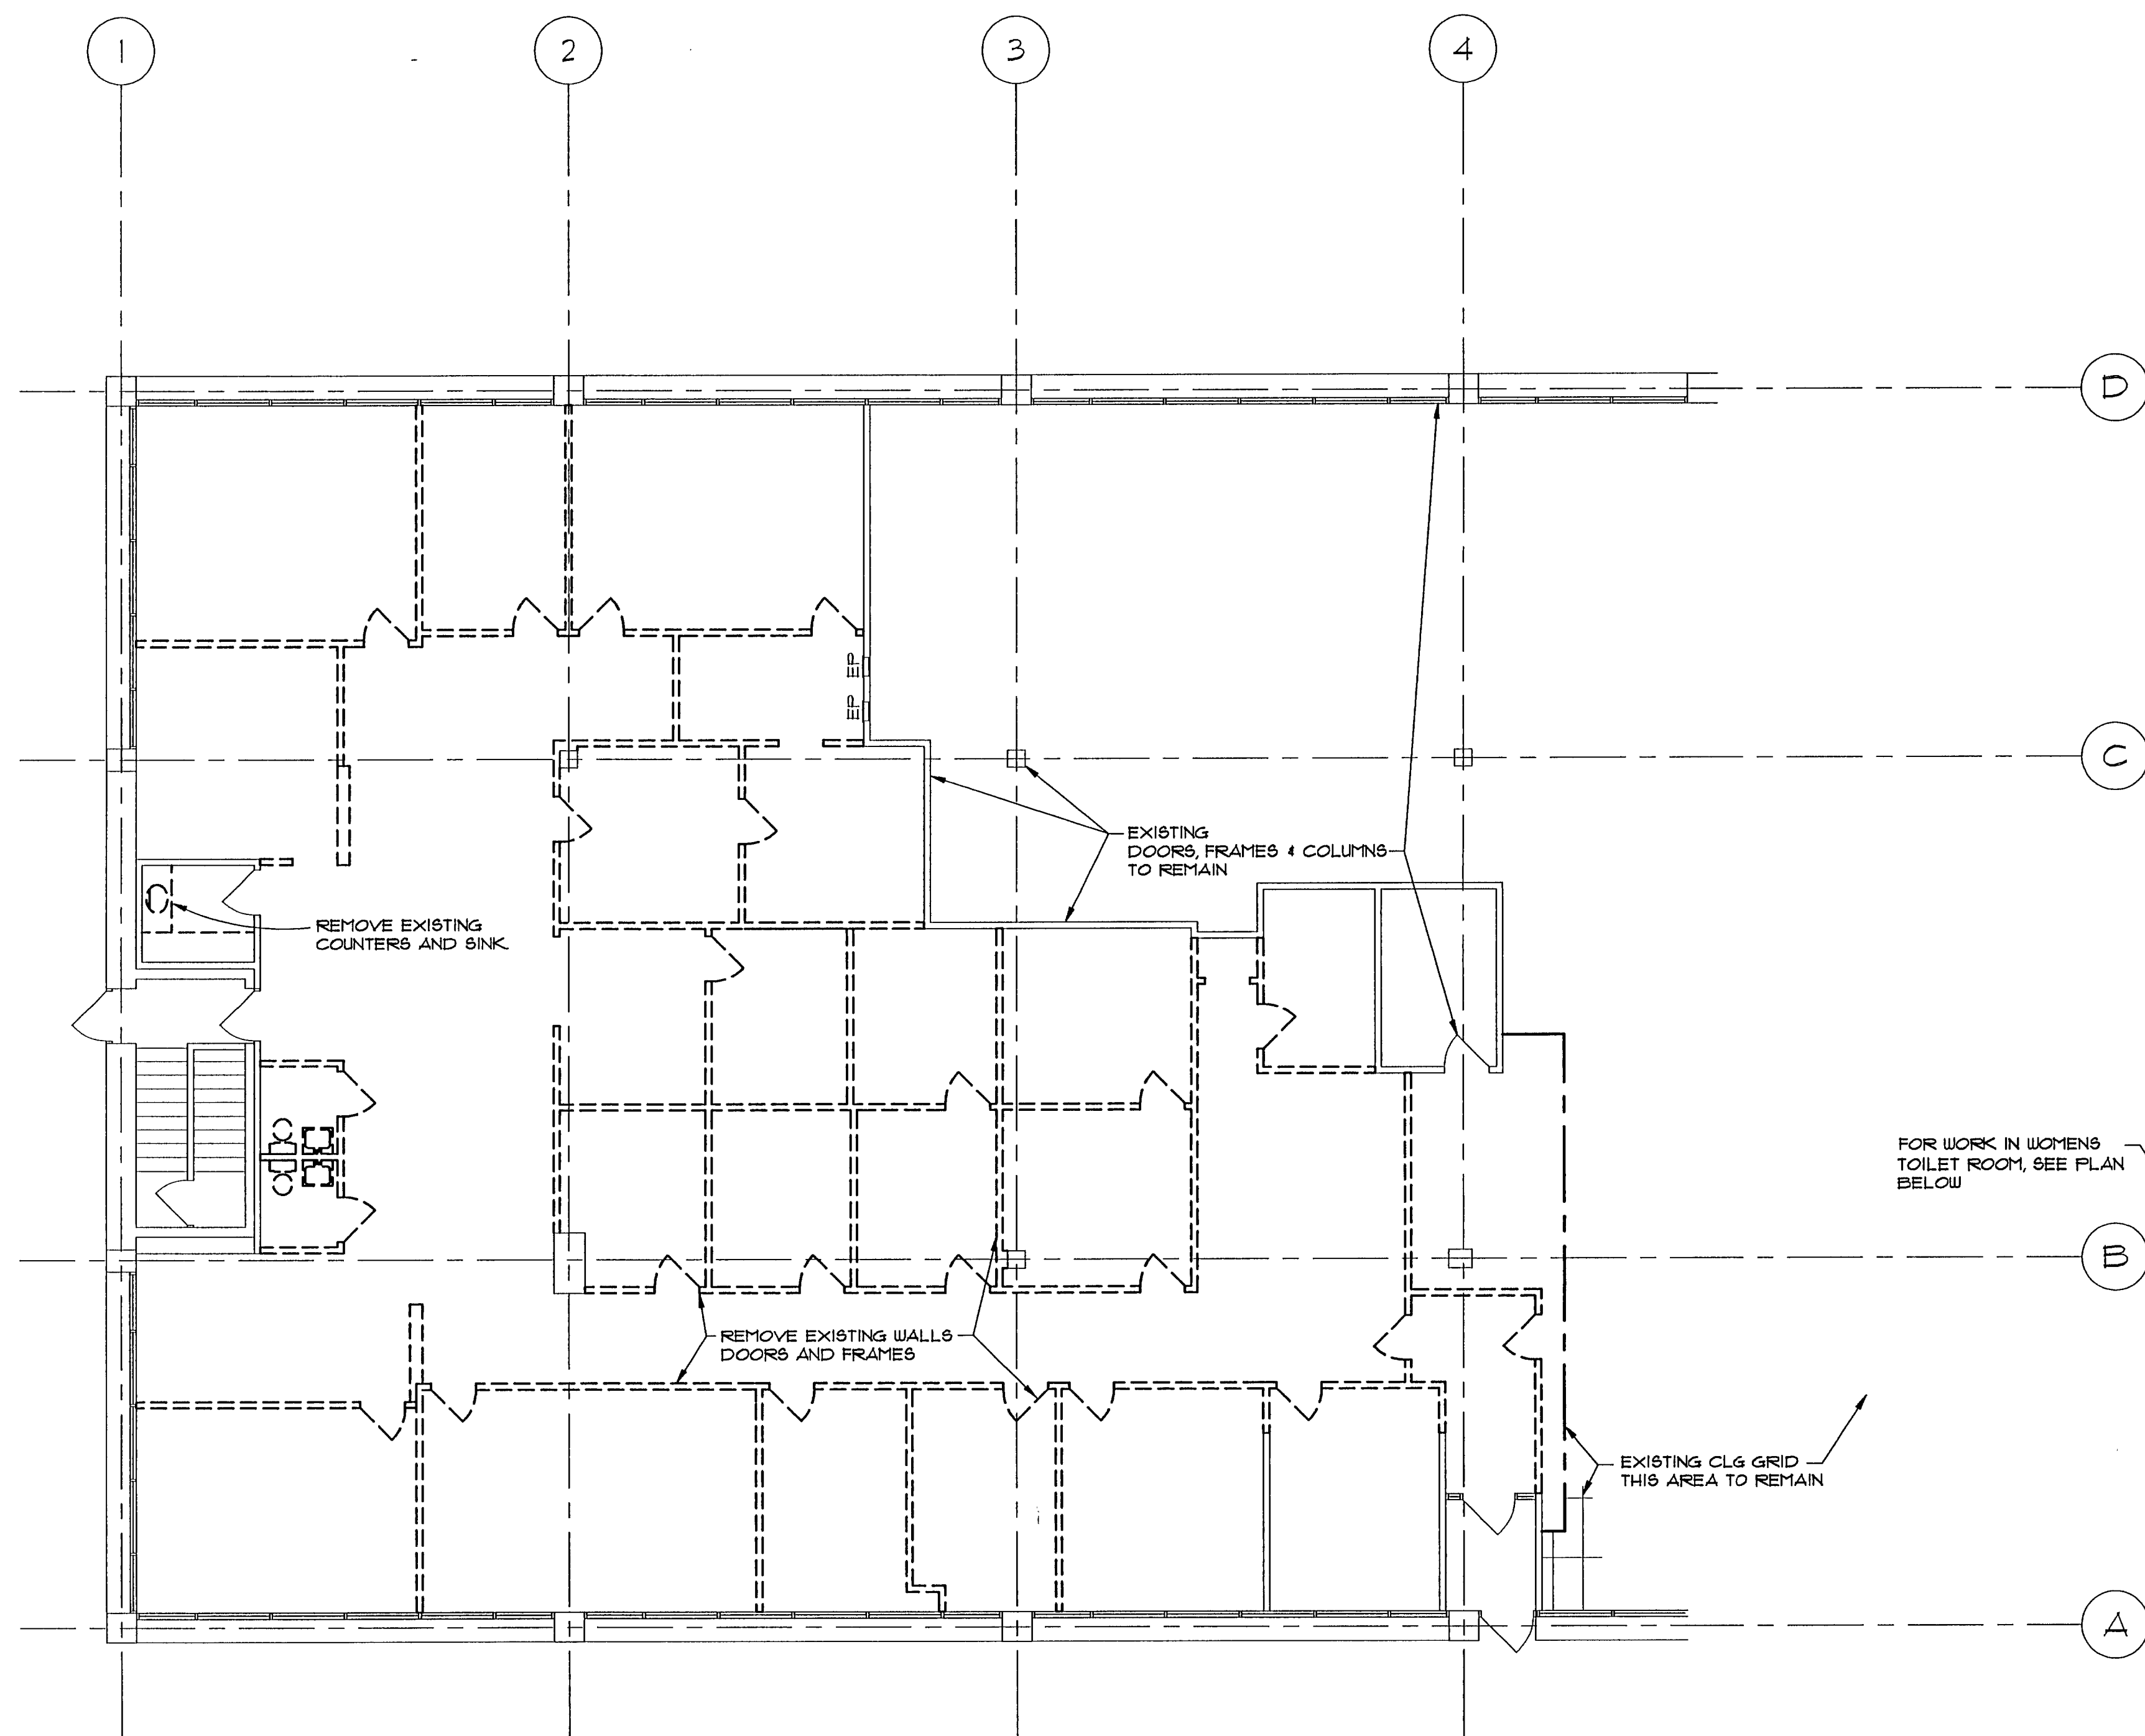 1
2
3
4
D
EP
EP
C
EXISTING
DOORS, FRAMES & COLUMNS
TO REMAIN
REMOVE EXISTING
COUNTERS AND SINK.
FOR WORK IN WOMENS
TOILET ROOM, SEE PLAN
BELOW
B
REMOVE EXISTING WALLS
DOORS AND FRAMES
EXISTING CLG GRID
THIS AREA TO REMAIN
A